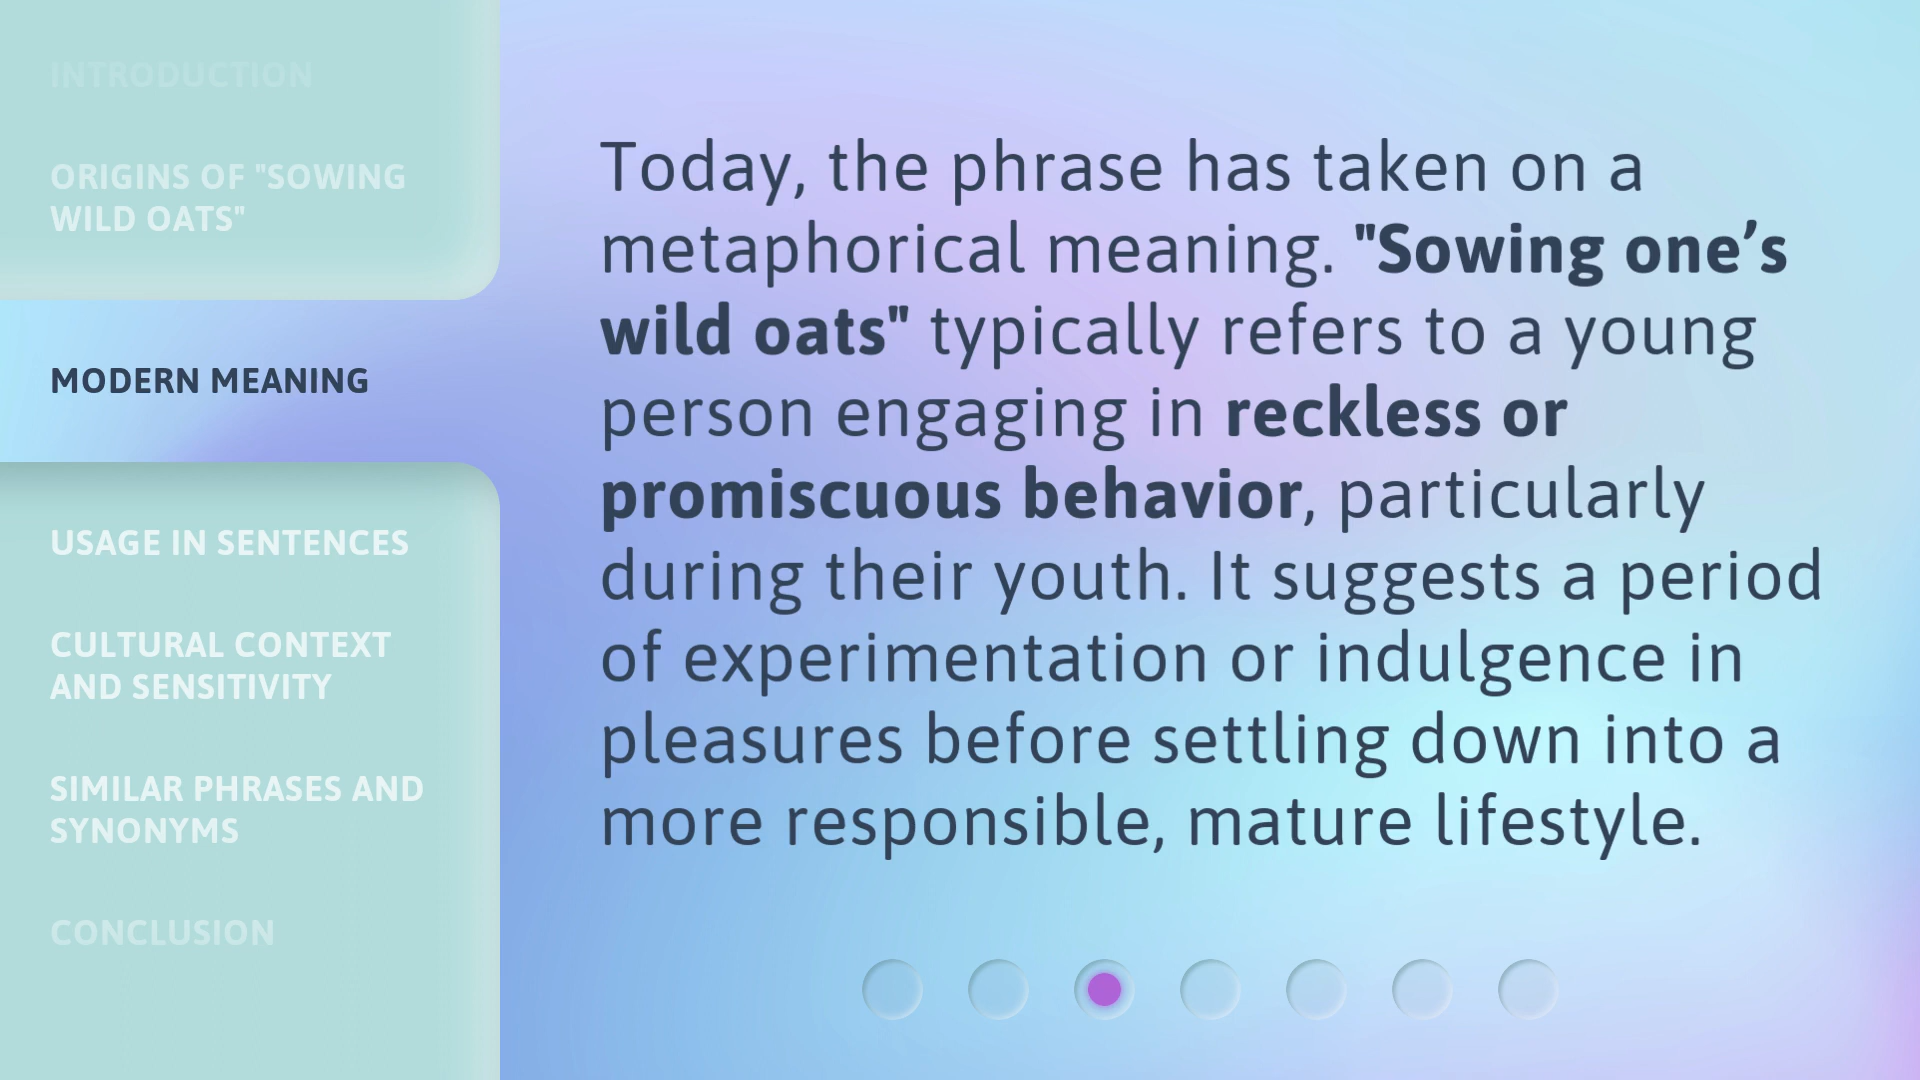 INTRODUCTION
ORIGINS OF "SOWING
WILD OATS"
MODERN MEANING
USAGE IN SENTENCES
CULTURAL CONTEXT
AND SENSITIVITY
SIMILAR PHRASES AND
SYNONYMS
CONCLUSION
Today, the phrase has taken on a
metaphorical meaning. "Sowing one’s
wild oats" typically refers to a young
person engaging in reckless or
promiscuous behavior, particularly
during their youth. It suggests a period
of experimentation or indulgence in
pleasures before settling down into a
more responsible, mature lifestyle.